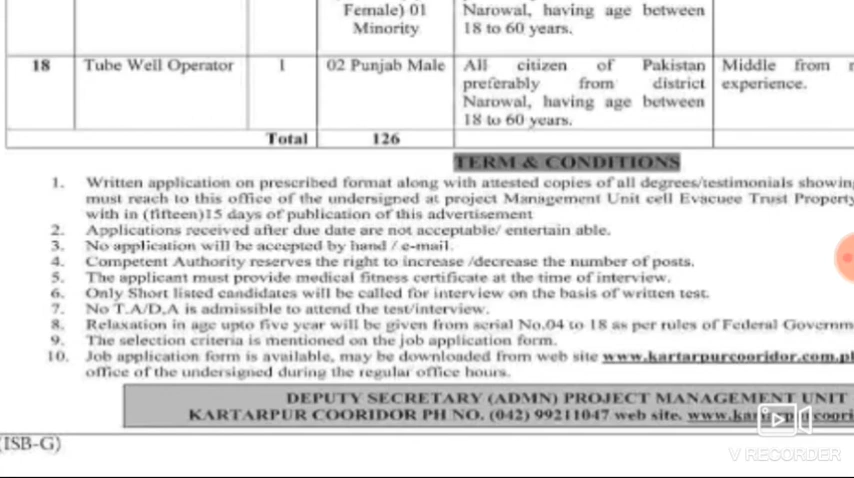 Female) 01 Narowal, having age between
Minority 18 to 60 years.
18 Tube Well Operator 1 02 Punjab Male All citizen of Pakistan Middle from
preferably from district experience.
Narowal, having age between
18 to 60 years.
Total 126
TERM & CONDITIONS
1. Written application on prescribed format along with attested copies of all degrees/testimonials showing
must reach to this office of the undersigned at project Management Unit cell Evacuee Trust Property
with in (fifteen)15 days of publication of this advertisement
2. Applications received after due date are not acceptable/ entertain able.
3. No application will be accepted by hand / e-mail.
4. Competent Authority reserves the right to increase /decrease the number of posts.
5. The applicant must provide medical fitness certificate at the time of interview.
6. Only Short listed candidates will be called for interview on the basis of written test.
7. No T.A/D.A is admissible to attend the test/interview.
8. Relaxation in age upto five year will be given from serial No.04 to 18 as per rules of Federal Governm
9. The selection criteria is mentioned on the job application form.
10. Job application form is available, may be downloaded from web site www.kartarpurcooridor.com.pk
office of the undersigned during the regular office hours.
DEPUTY SECRETARY (ADMN) PROJECT MANAGEMENT UNIT
KARTARPUR COORIDOR PH NO. (042) 99211047 web site. www.kartarpurcoori
(ISB-G)
V RECORDER